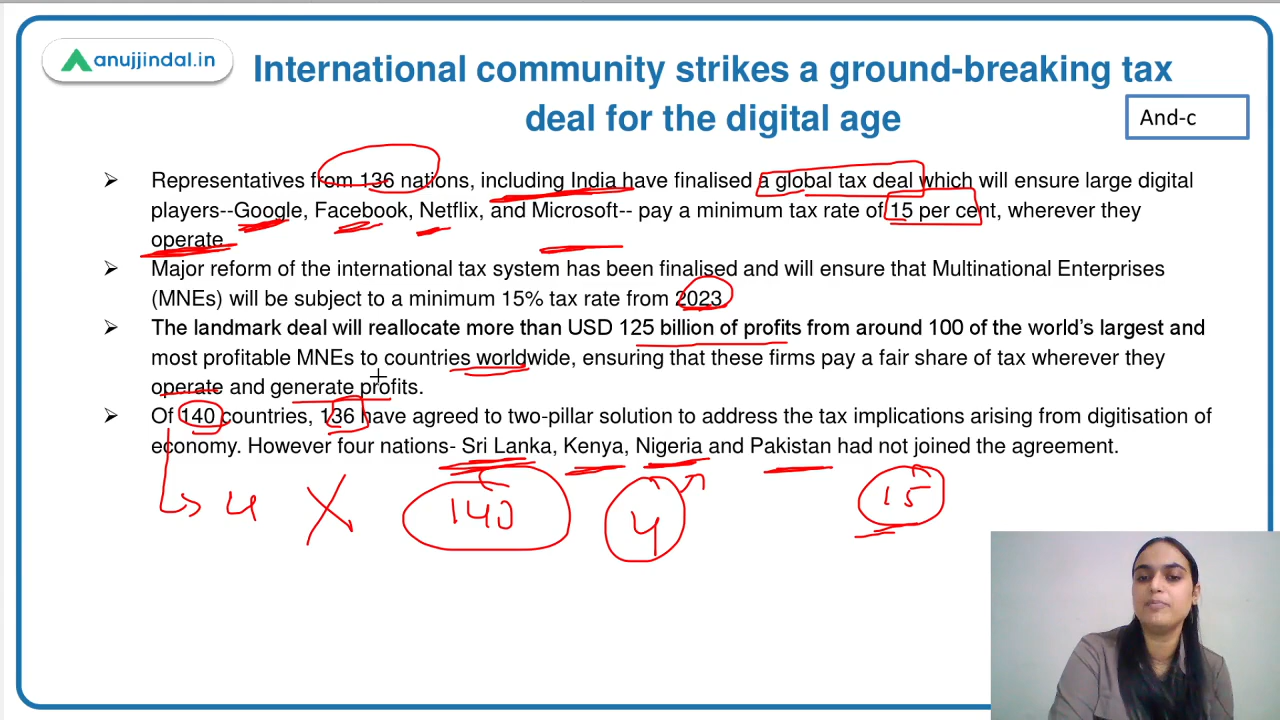 anujjindal.in
International community strikes a ground-breaking tax
deal for the digital age
And-c
➤ Representatives from 136 nations, including India have finalised a global tax deal which will ensure large digital
players--Google, Facebook, Netflix, and Microsoft-- pay a minimum tax rate of 15 per cent, wherever they
operate
➤ Major reform of the international tax system has been finalised and will ensure that Multinational Enterprises
(MNEs) will be subject to a minimum 15% tax rate from 2023
➤ The landmark deal will reallocate more than USD 125 billion of profits from around 100 of the world's largest and
most profitable MNEs to countries worldwide, ensuring that these firms pay a fair share of tax wherever they
operate and generate profits.
➤ Of 140 countries, 136 have agreed to two-pillar solution to address the tax implications arising from digitisation of
economy. However four nations- Sri Lanka, Kenya, Nigeria and Pakistan had not joined the agreement.
4 X 140 4 15